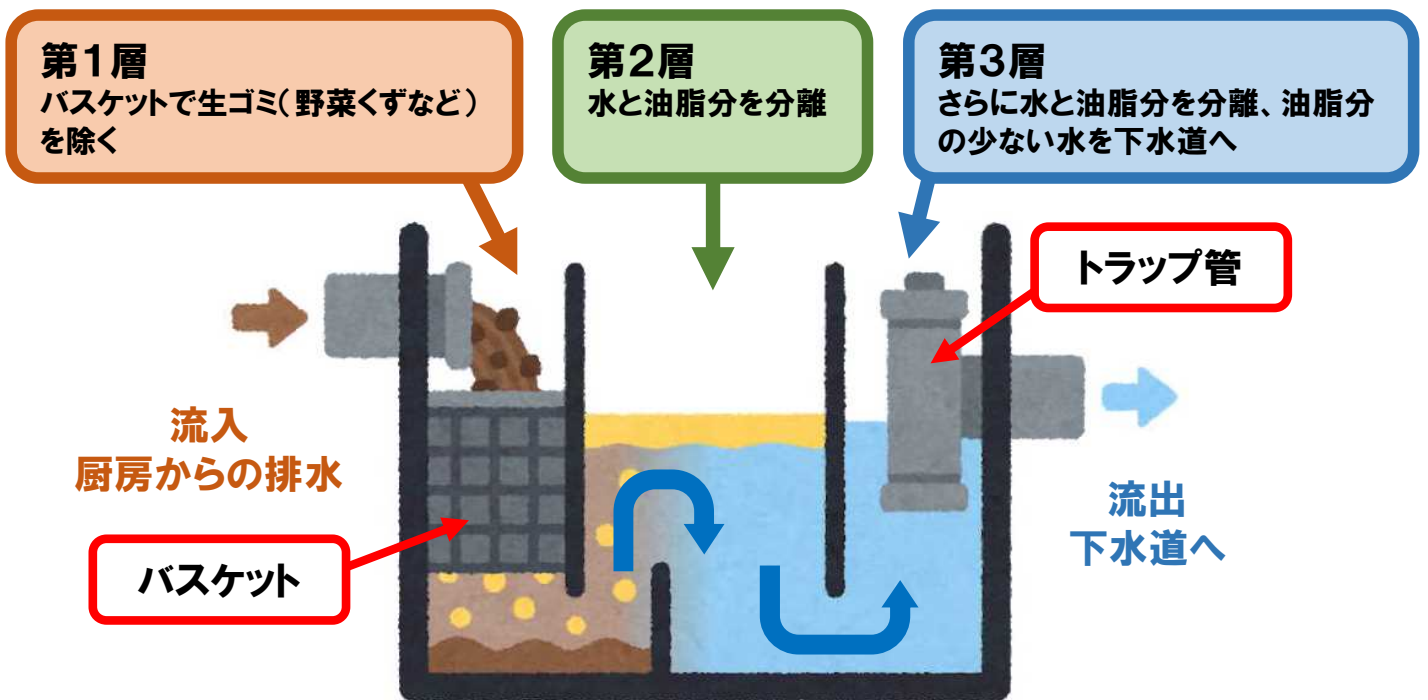 第1層
バスケットで生ゴミ(野菜くずなど)
を除く
第2層
水と油脂分を分離
第3層
さらに水と油脂分を分離、油脂分
の少ない水を下水道へ
トラップ管
流入
厨房からの排水
バスケット
流出
下水道へ